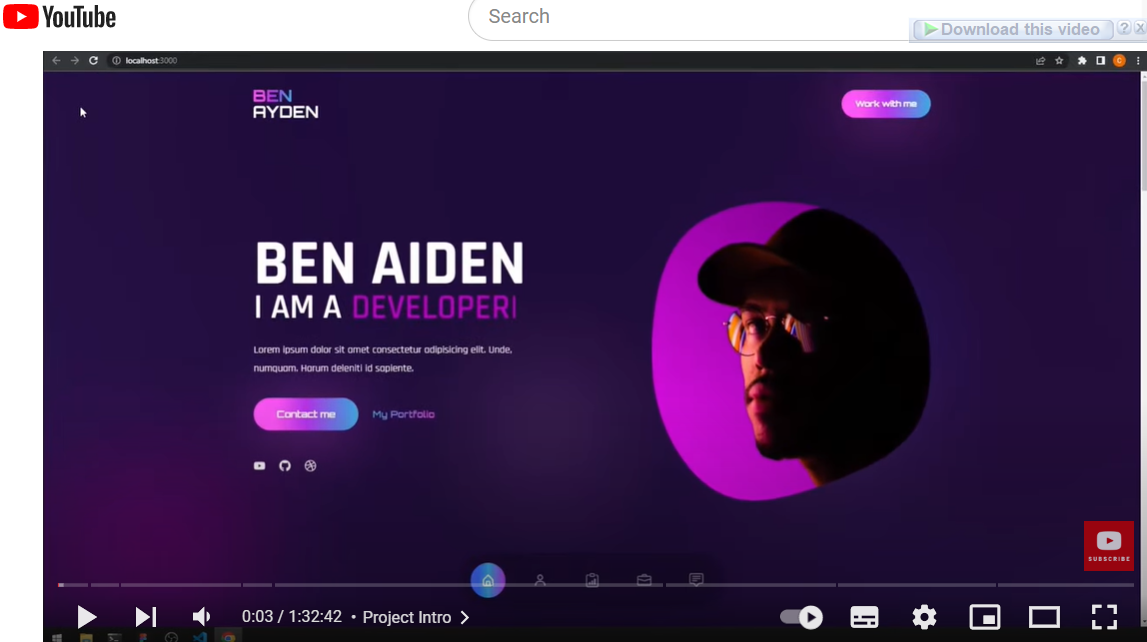 YouTube
Search
Download this video
? X
localhost:3000
C
BEN
AYDEN
Work with me
BEN AIDEN
I AM A DEVELOPER|
Lorem ipsum dolor sit amet consectetur adipisicing elit. Unde,
numquam. Harum deleniti id sapiente.
Contact me
My Portfolio
SUBSCRIBE
0:03 / 1:32:42 • Project Intro >